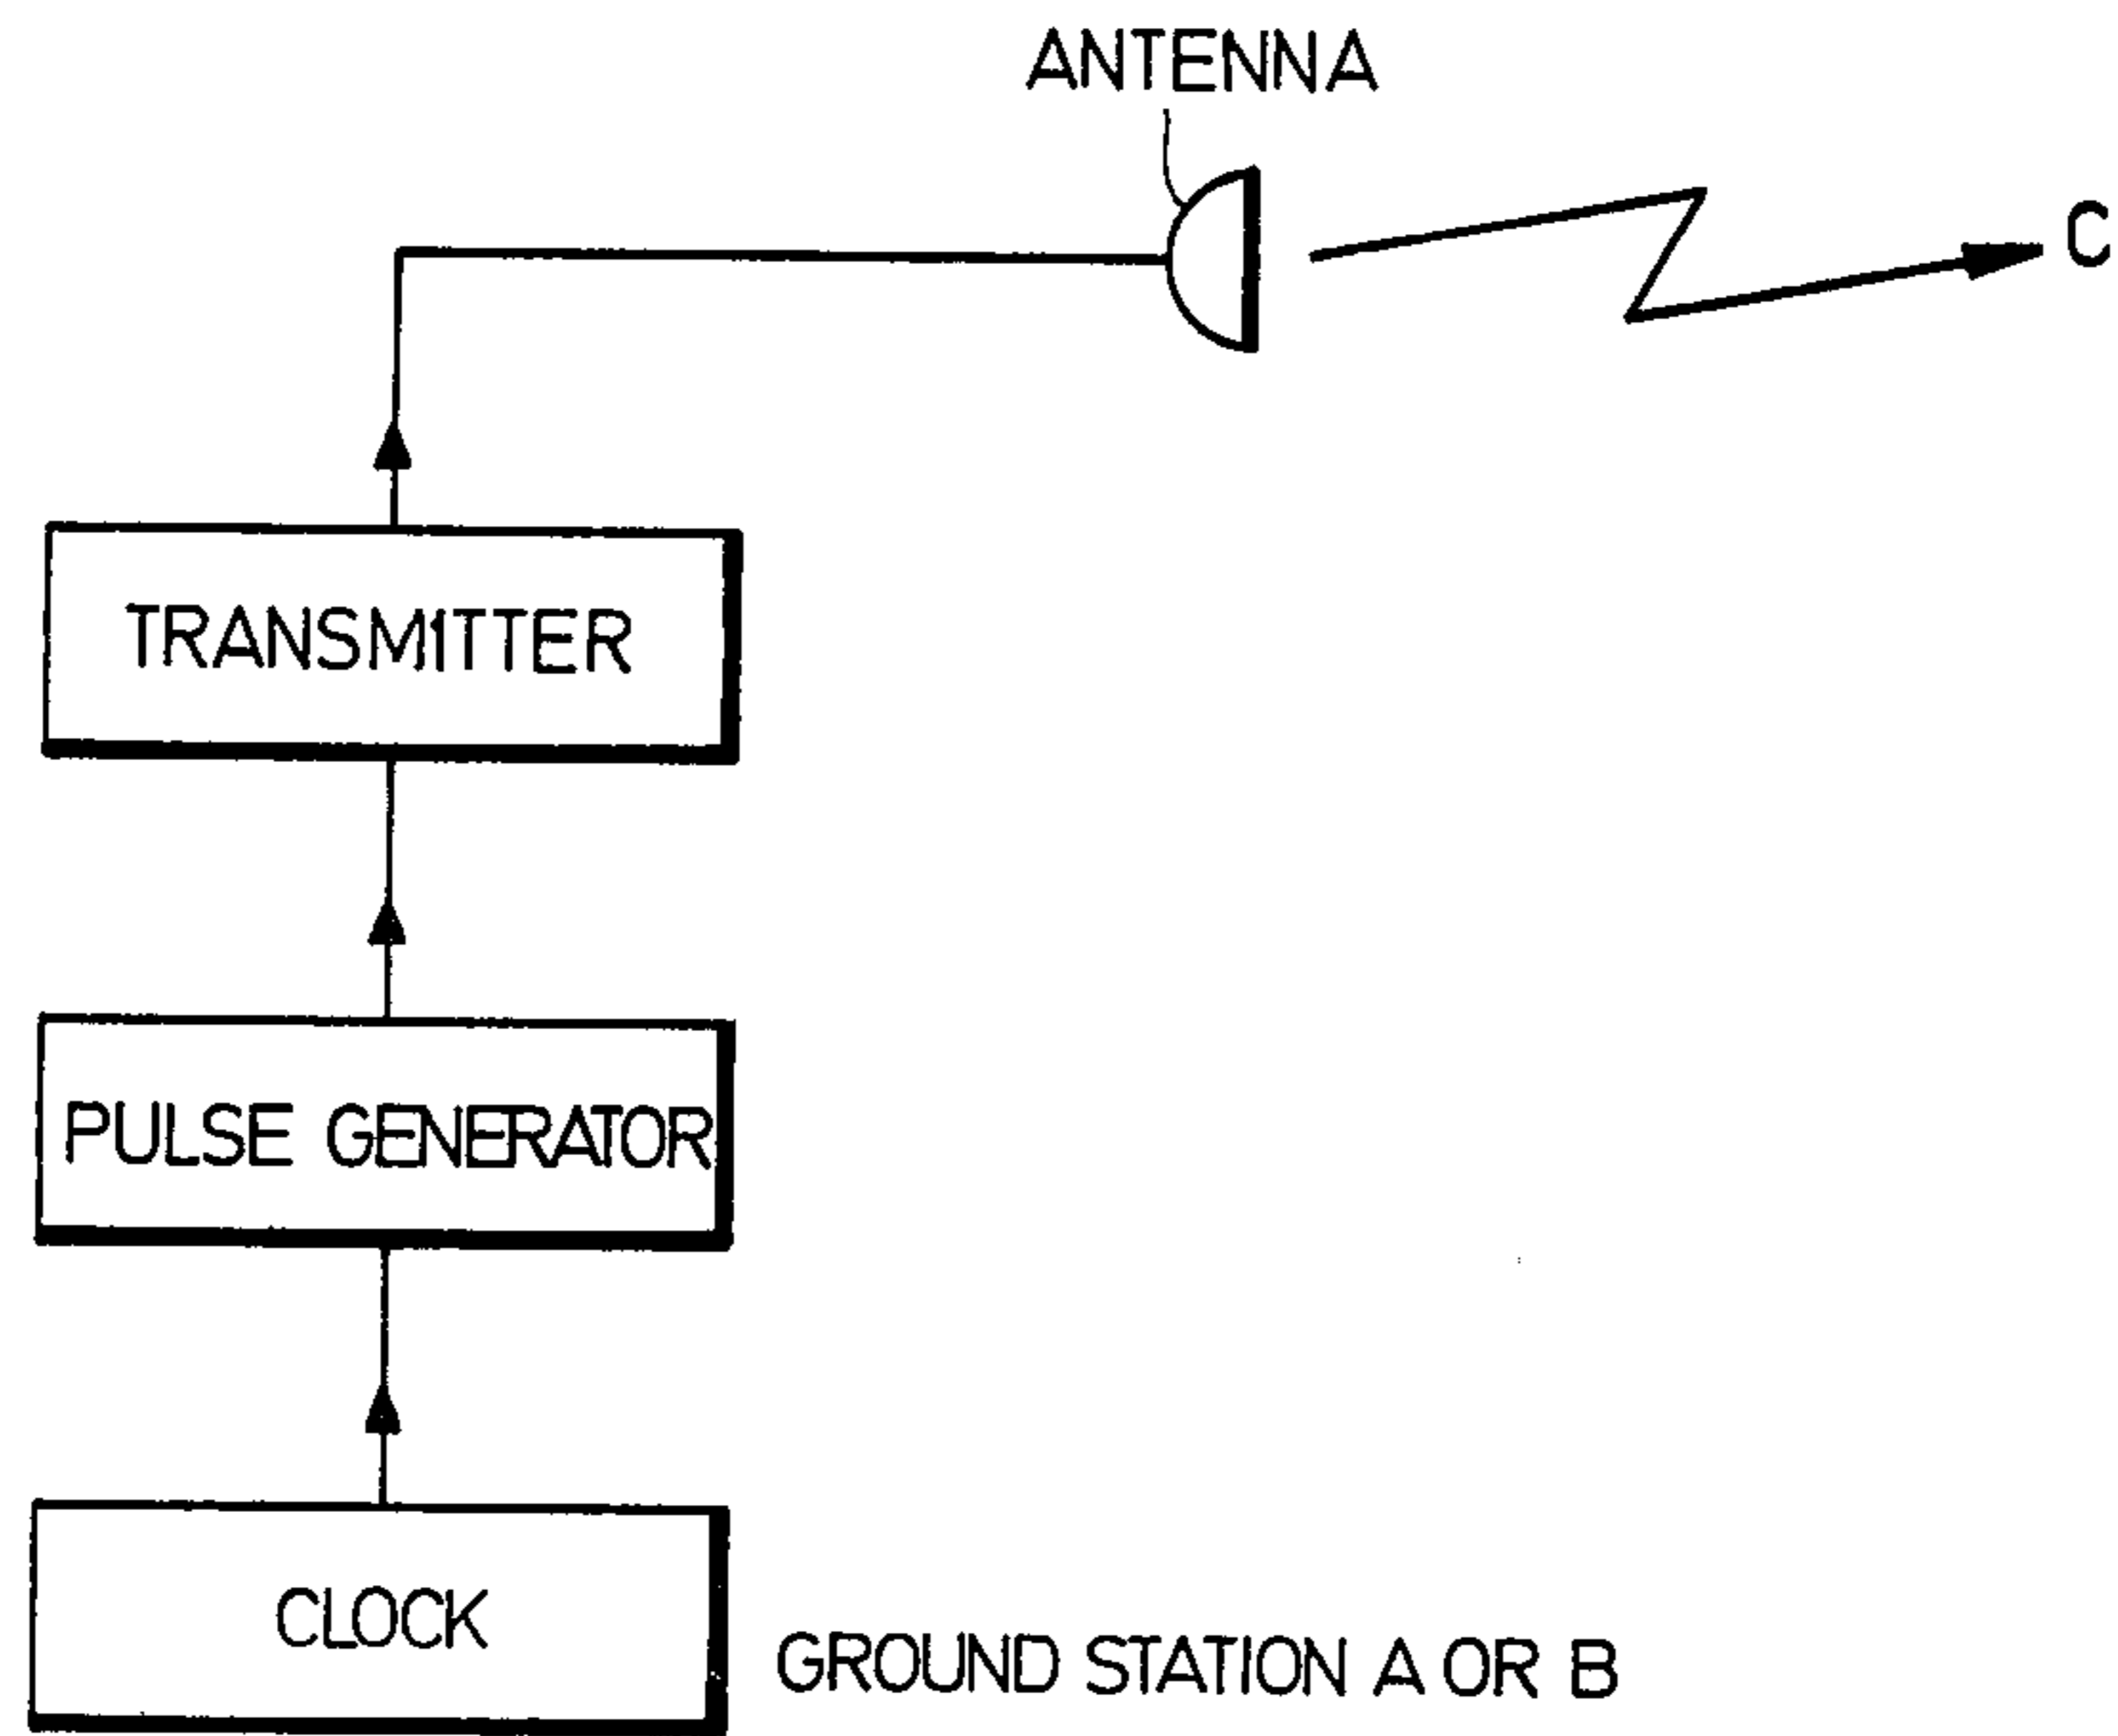 ANTENNA
C
TRANSMITTER
PULSE GENERATOR
CLOCK
GROUND STATION A OR B